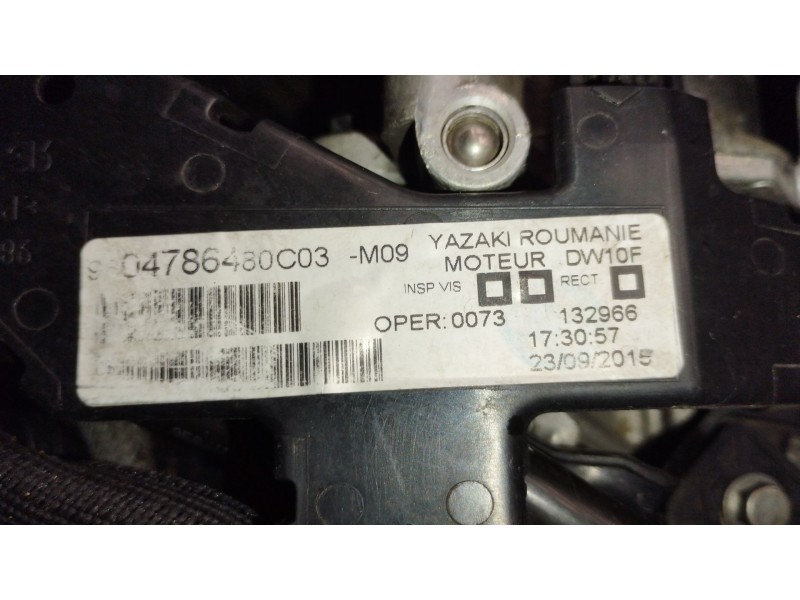 04786480C03 -M09 YAZAKI ROUMANIE
MOTEUR DW10F
INSP VIS RECT
OPER:0073 132966
17:30:57
23/09/2015